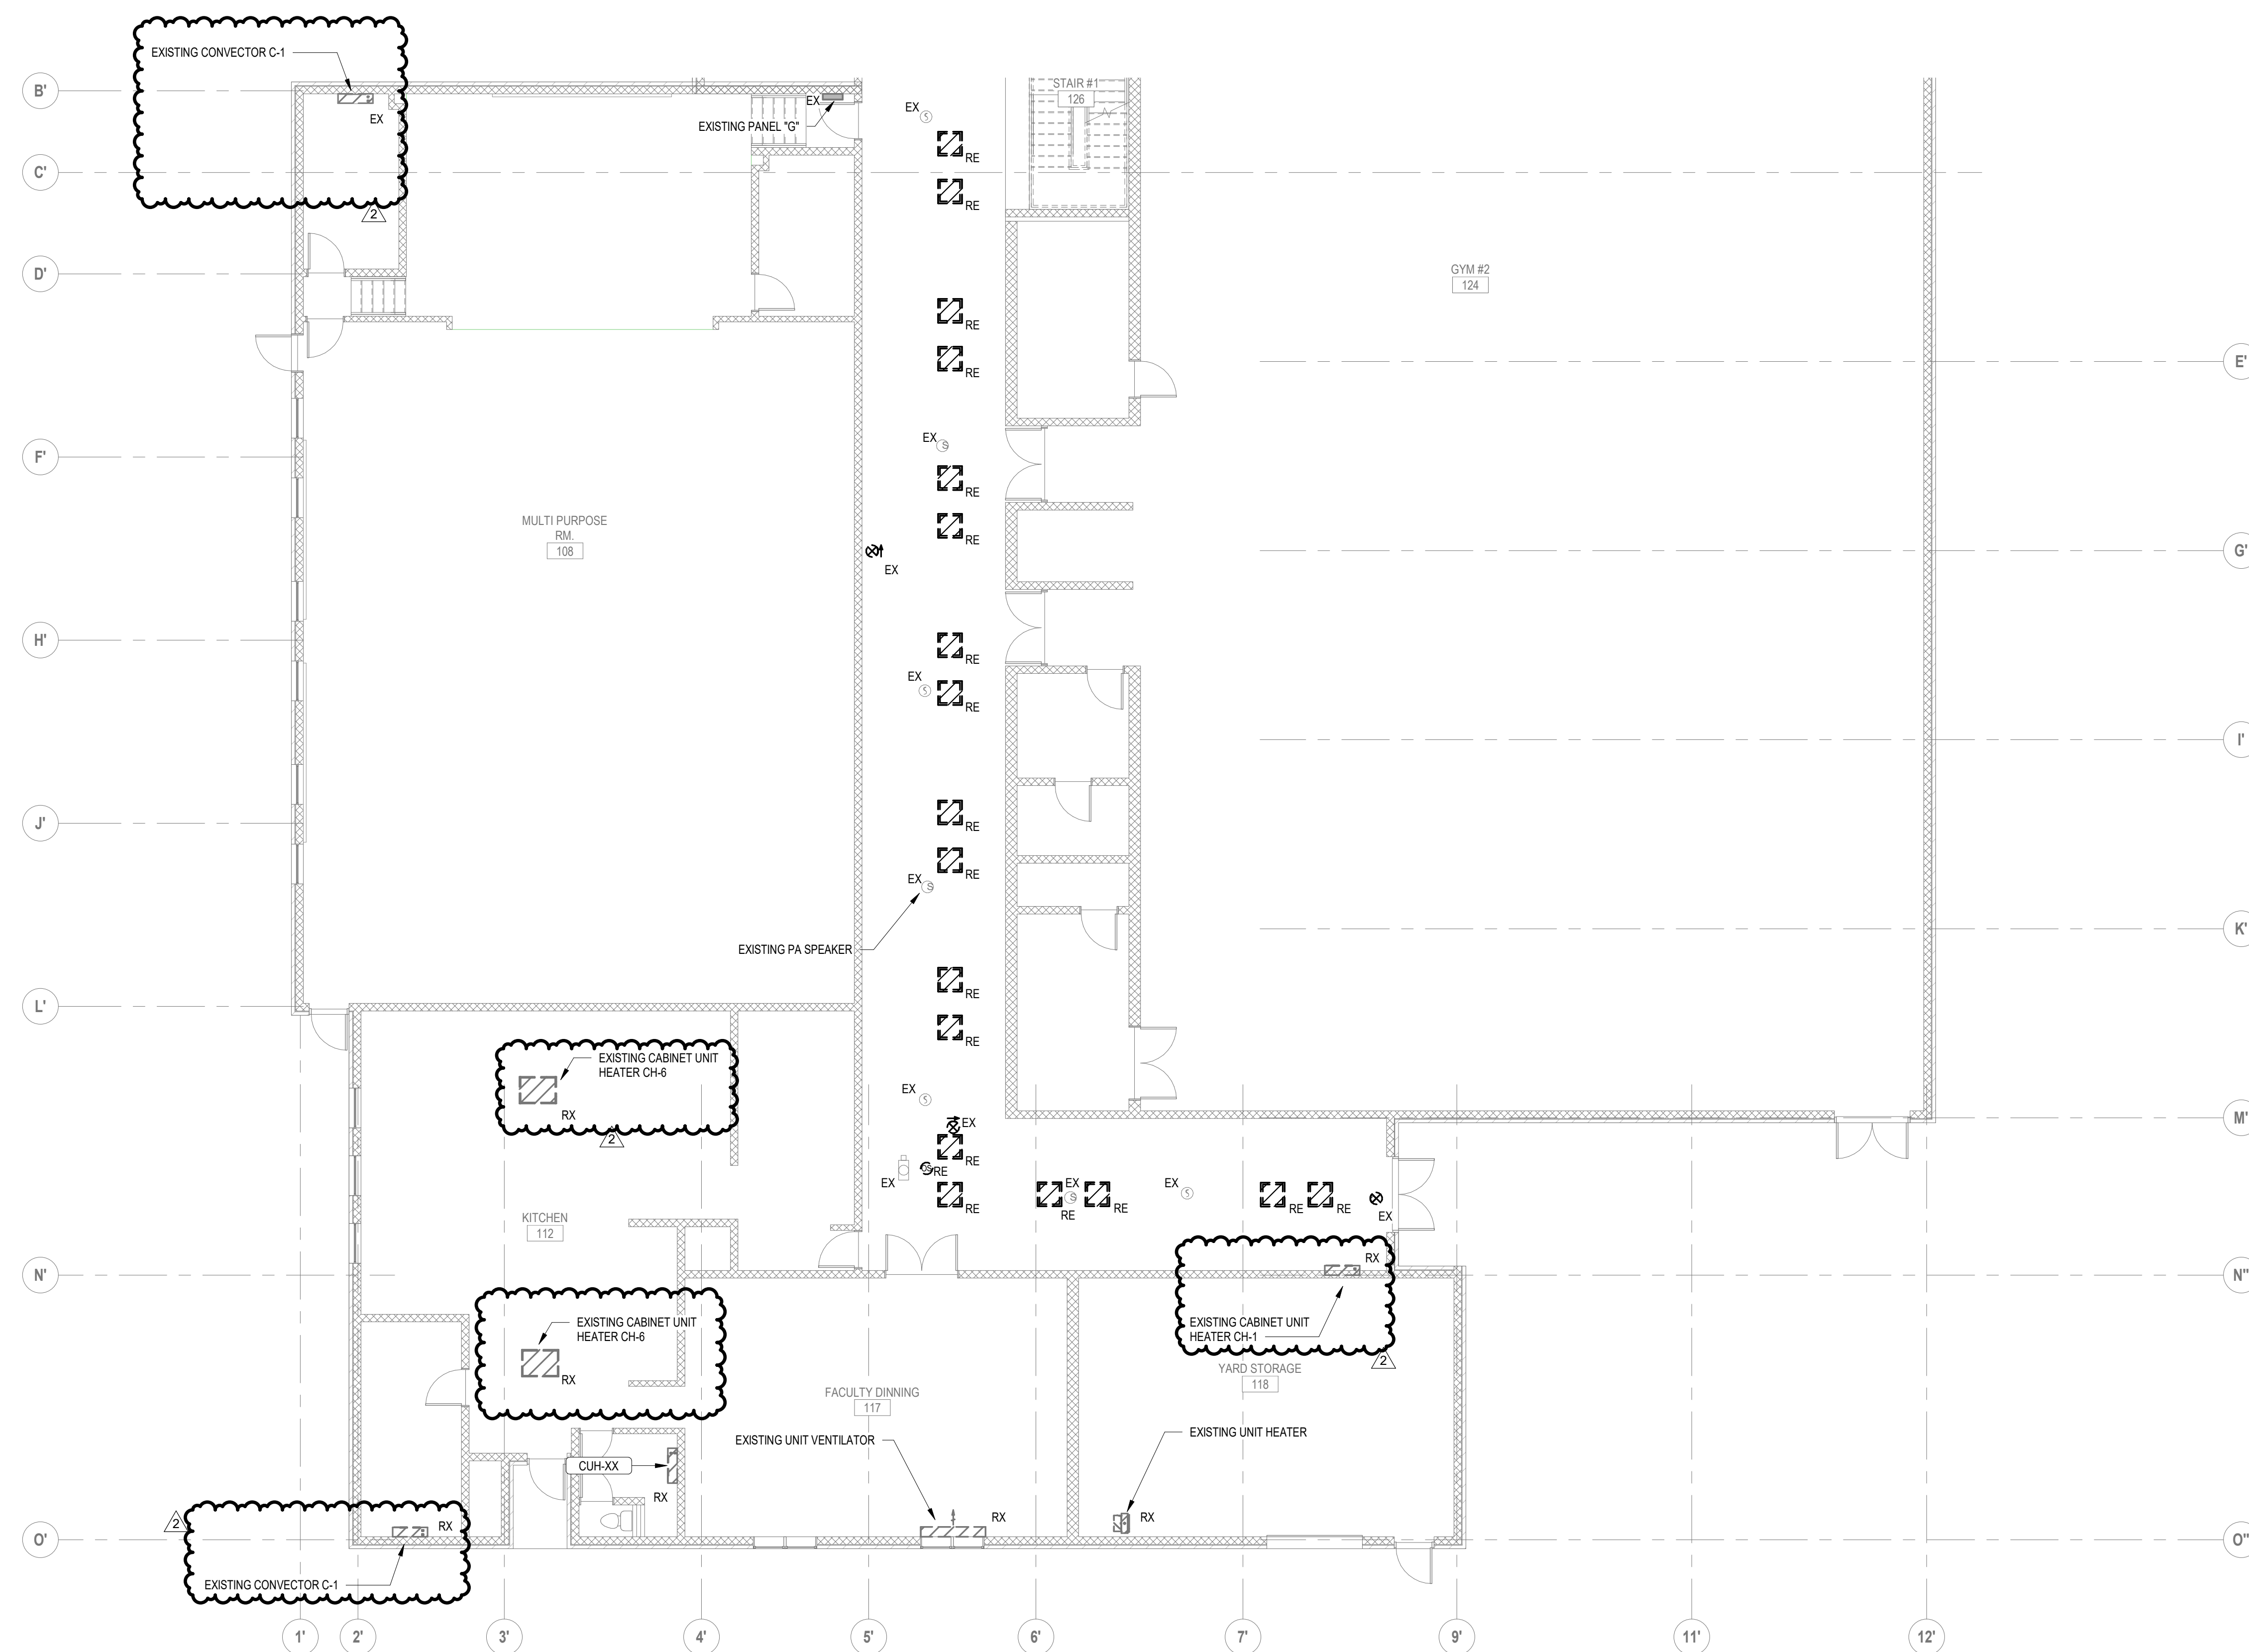 EXISTING CONVECTOR C-1
EX
2
B'
C'
D'
F'
H'
J'
L'
N'
O'
EX
EXISTING PANEL "G"
STAIR #1
126
EX
S
RE
RE
GYM #2
124
RE
RE
E'
G'
I'
K'
M'
N"
O"
EX
S
RE
RE
MULTI PURPOSE
RM.
108
EX
RE
EX
S
RE
RE
RE
EX
S
EXISTING PA SPEAKER
RE
RE
EXISTING CABINET UNIT
HEATER CH-6
RX
2
EX
S
EX
RE
RE
EX
RE
EX
S
RE
RE
EX
S
RE
RE
EX
KITCHEN
112
RX
EXISTING CABINET UNIT
HEATER CH-1
2
EXISTING CABINET UNIT
HEATER CH-6
RX
YARD STORAGE
118
FACULTY DINNING
117
EXISTING UNIT VENTILATOR
RX
EXISTING UNIT HEATER
RX
CUH-XX
RX
2
RX
EXISTING CONVECTOR C-1
1'
2'
3'
4'
5'
6'
7'
9'
11'
12'